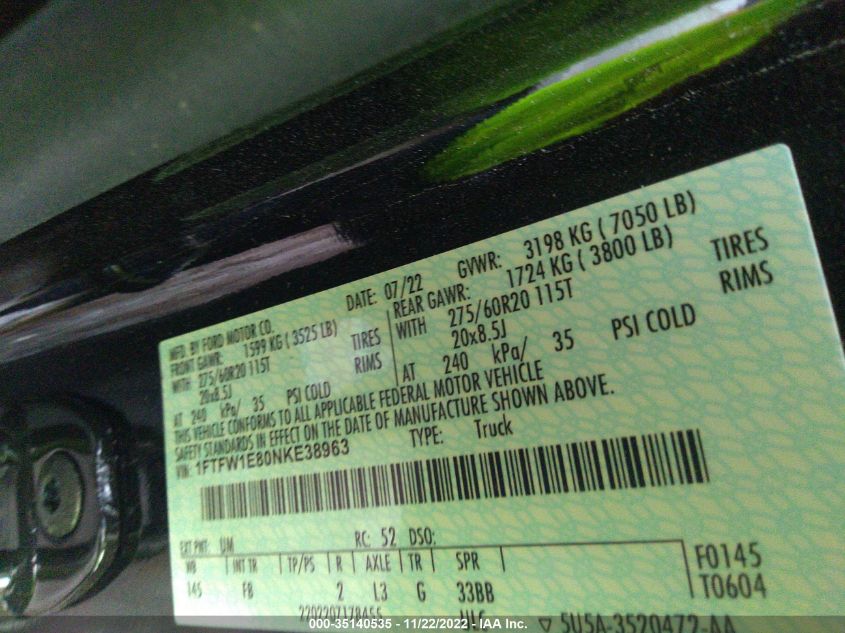 MFD. BY FORD MOTOR CO.
DATE: 07/22 GVWR: 3198 KG ( 7050 LB)
FRONT GAWR: 1599 KG ( 3525 LB)
REAR GAWR: 1724 KG ( 3800 LB)
WITH 275/60R20 115T TIRES
20x8.5J RIMS
AT 240 kPa/ 35 PSI COLD
WITH 275/60R20 115T TIRES
20x8.5J RIMS
AT 240 kPa/ 35 PSI COLD
THIS VEHICLE CONFORMS TO ALL APPLICABLE FEDERAL MOTOR VEHICLE
SAFETY STANDARDS IN EFFECT ON THE DATE OF MANUFACTURE SHOWN ABOVE.
VIN: 1FTFW1E80NKE38963 TYPE: Truck
EXT PNT: UM RC: 52 DSO:
WB INT TR TP/PS R AXLE TR SPR
145 FB 2 L3 G 33BB
F0145
T0604
5U5A-3520472-AA
000-35140535 - 11/22/2022 - IAAI.com